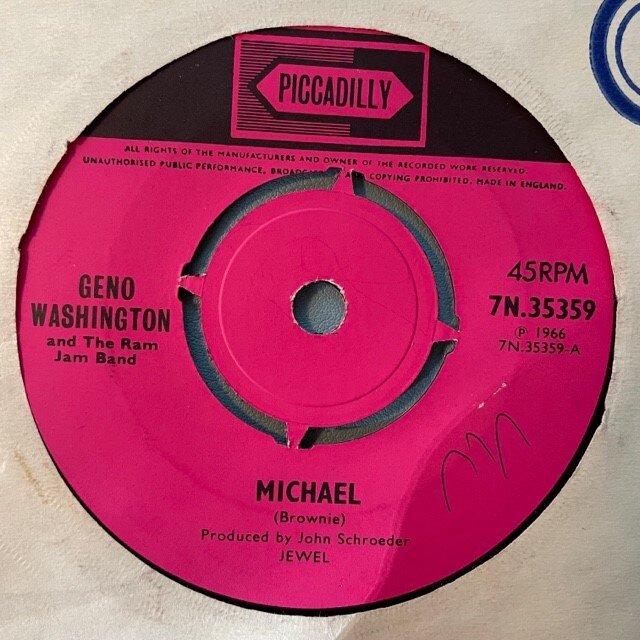 PICCADILLY
ALL RIGHTS OF THE MANUFACTURERS AND OWNER OF THE RECORDED WORK RESERVED.
UNAUTHORISED PUBLIC PERFORMANCE, COPYING PROHIBITED. MADE IN ENGLAND.
GENO
WASHINGTON
and The Ram
Jam Band
45RPM
7N.35359
℗ 1966
7N.35359-A
MICHAEL
(Brownie)
Produced by John Schroeder
JEWEL